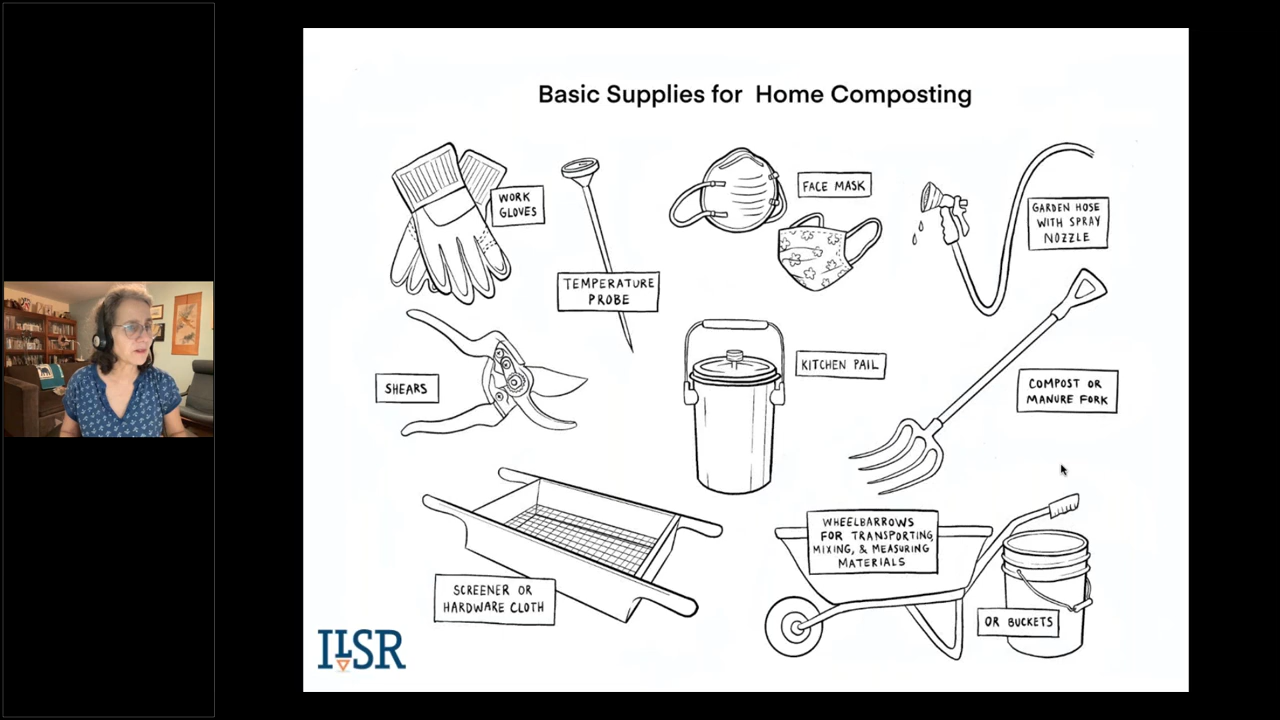 Basic Supplies for Home Composting
WORK
GLOVES
TEMPERATURE
PROBE
FACE MASK
GARDEN HOSE
WITH SPRAY
NOZZLE
SHEARS
KITCHEN PAIL
COMPOST OR
MANURE FORK
SCREENER OR
HARDWARE CLOTH
WHEELBARROWS
FOR TRANSPORTING,
MIXING, & MEASURING
MATERIALS
OR BUCKETS
ILSR